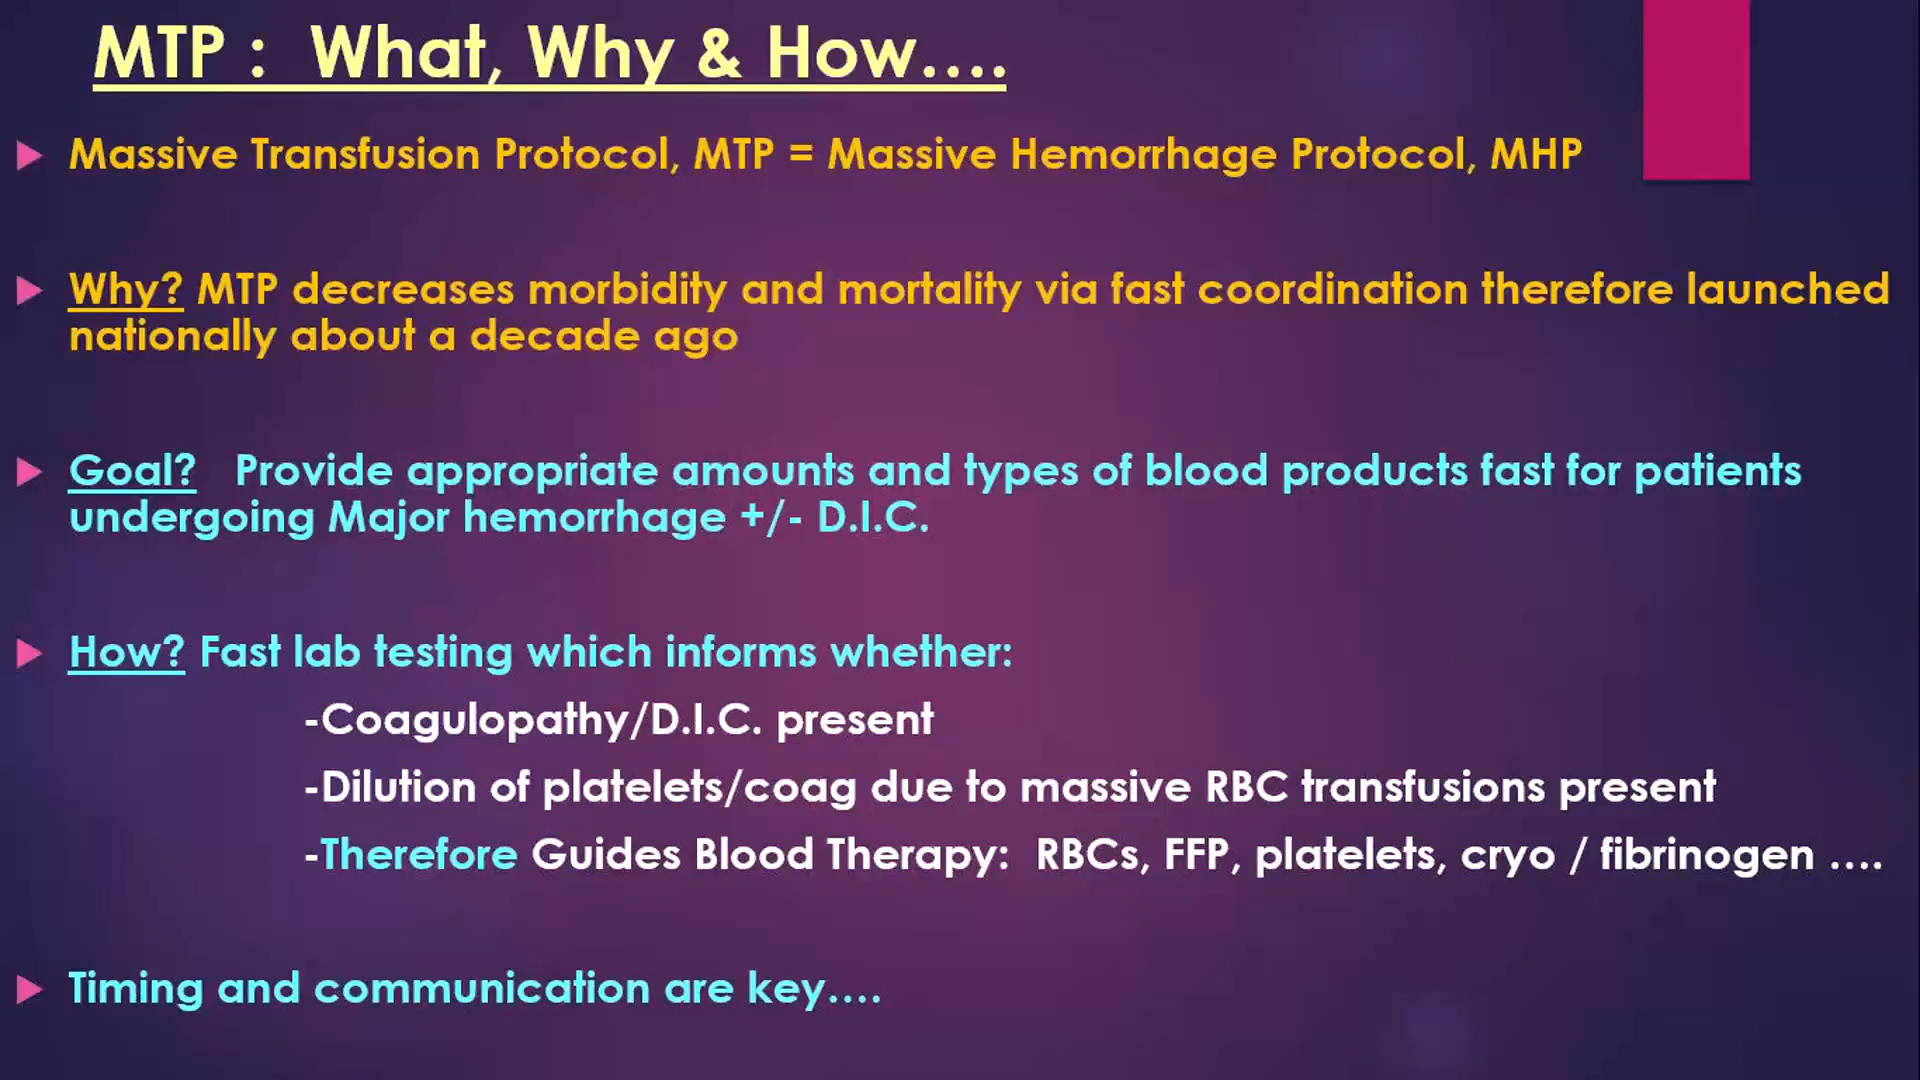 MTP : What, Why & How....
Massive Transfusion Protocol, MTP = Massive Hemorrhage Protocol, MHP
Why? MTP decreases morbidity and mortality via fast coordination therefore launched
nationally about a decade ago
Goal? Provide appropriate amounts and types of blood products fast for patients
undergoing Major hemorrhage +/- D.I.C.
How? Fast lab testing which informs whether:
-Coagulopathy/D.I.C. present
-Dilution of platelets/coag due to massive RBC transfusions present
-Therefore Guides Blood Therapy: RBCs, FFP, platelets, cryo / fibrinogen ....
Timing and communication are key....